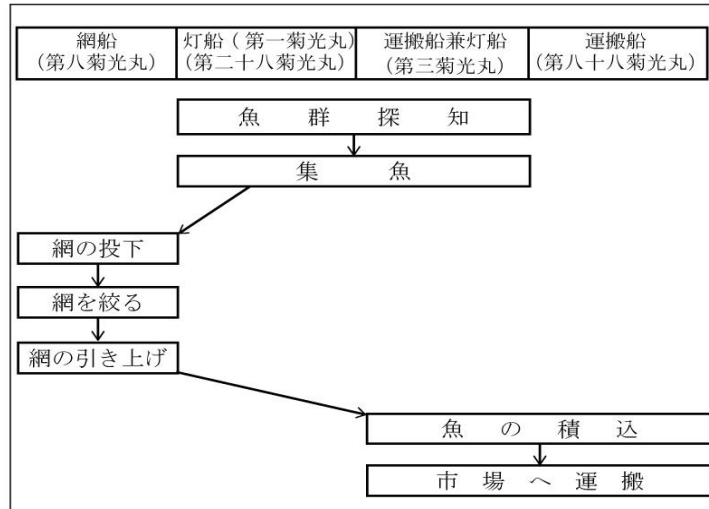 網船
(第八菊光丸)
灯船（第一菊光丸）
(第二十八菊光丸)
運搬船兼灯船
(第三菊光丸)
運搬船
(第八十八菊光丸)
魚群探知
集魚
網の投下
網を絞る
網の引き上げ
魚の積込
市場へ運搬